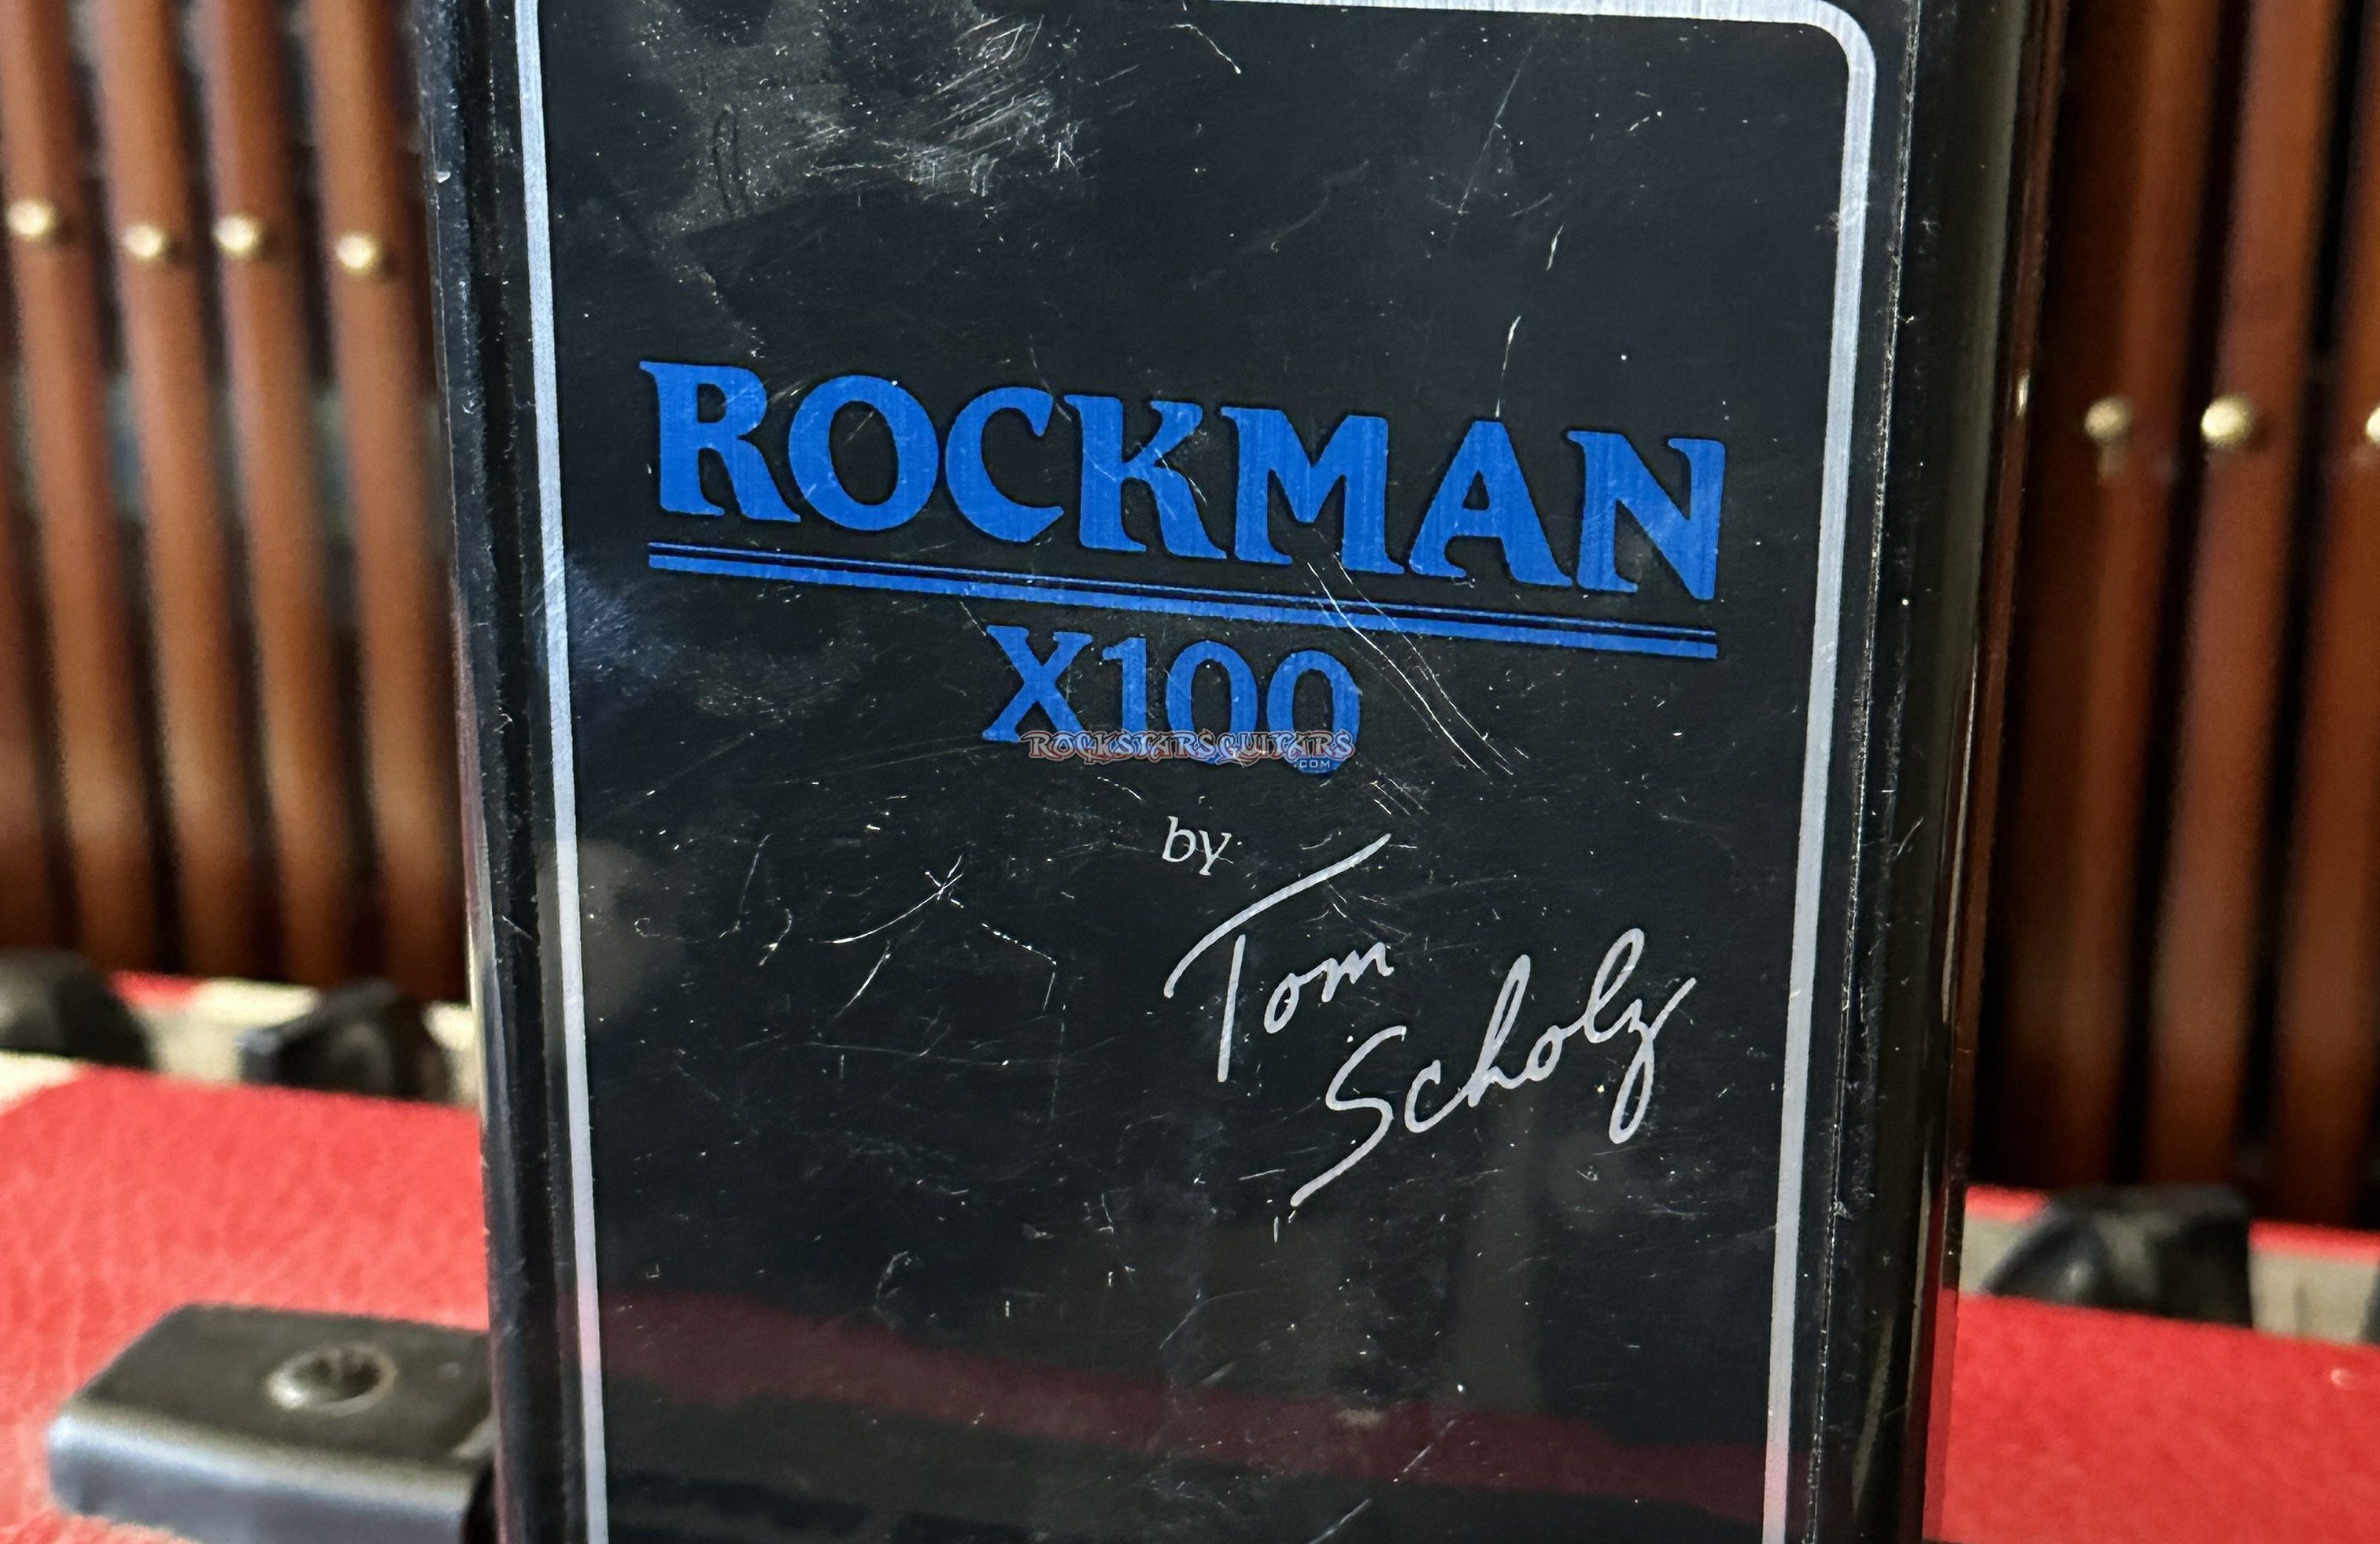 ROCKMAN
X100
ROCKSTARSGUITARS
.COM
by
Tom
Scholz